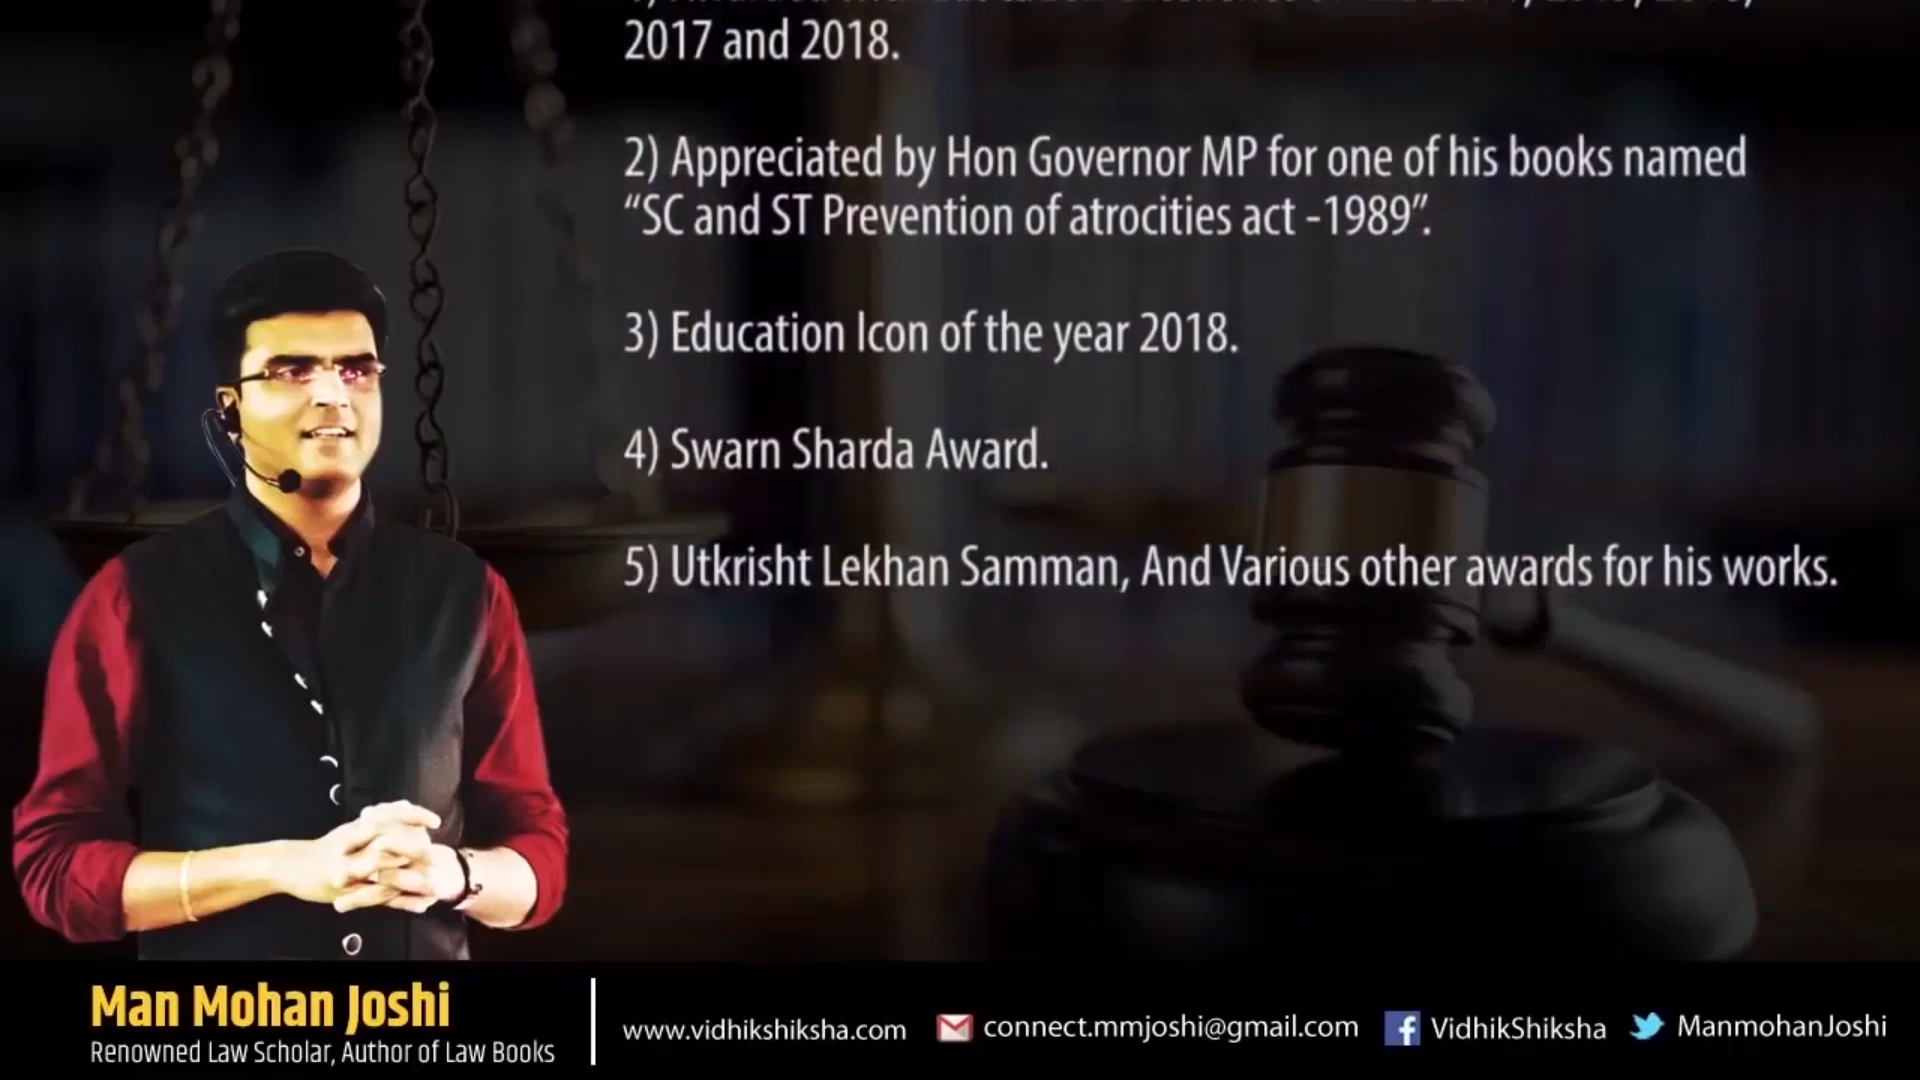 2017 and 2018.
2) Appreciated by Hon Governor MP for one of his books named
“SC and ST Prevention of atrocities act -1989”.
3) Education Icon of the year 2018.
4) Swarn Sharda Award.
5) Utkrisht Lekhan Samman, And Various other awards for his works.
Man Mohan Joshi
Renowned Law Scholar, Author of Law Books
www.vidhikshiksha.com connect.mmjoshi@gmail.com VidhikShiksha ManmohanJoshi